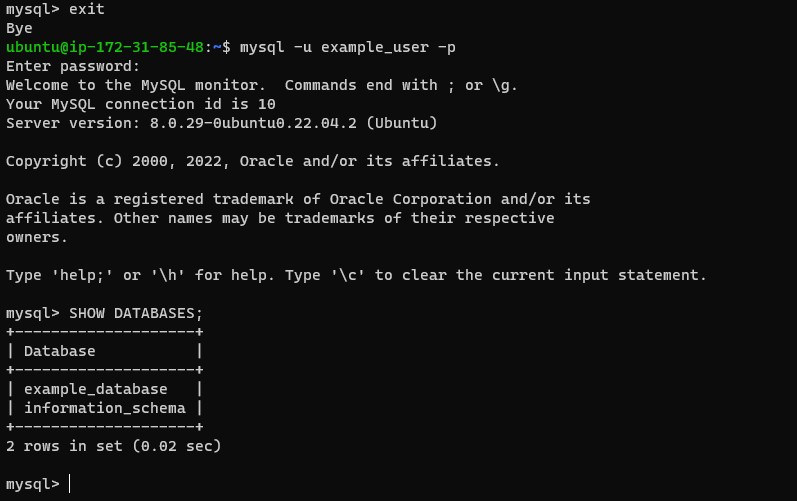 mysql> exit
Bye
ubuntu@ip-172-31-85-48:~$ mysql -u example_user -p
Enter password:
Welcome to the MySQL monitor.  Commands end with ; or \g.
Your MySQL connection id is 10
Server version: 8.0.29-0ubuntu0.22.04.2 (Ubuntu)

Copyright (c) 2000, 2022, Oracle and/or its affiliates.

Oracle is a registered trademark of Oracle Corporation and/or its
affiliates. Other names may be trademarks of their respective
owners.

Type 'help;' or '\h' for help. Type '\c' to clear the current input statement.

mysql> SHOW DATABASES;
+--------------------+
| Database           |
+--------------------+
| example_database   |
| information_schema |
+--------------------+
2 rows in set (0.02 sec)

mysql>